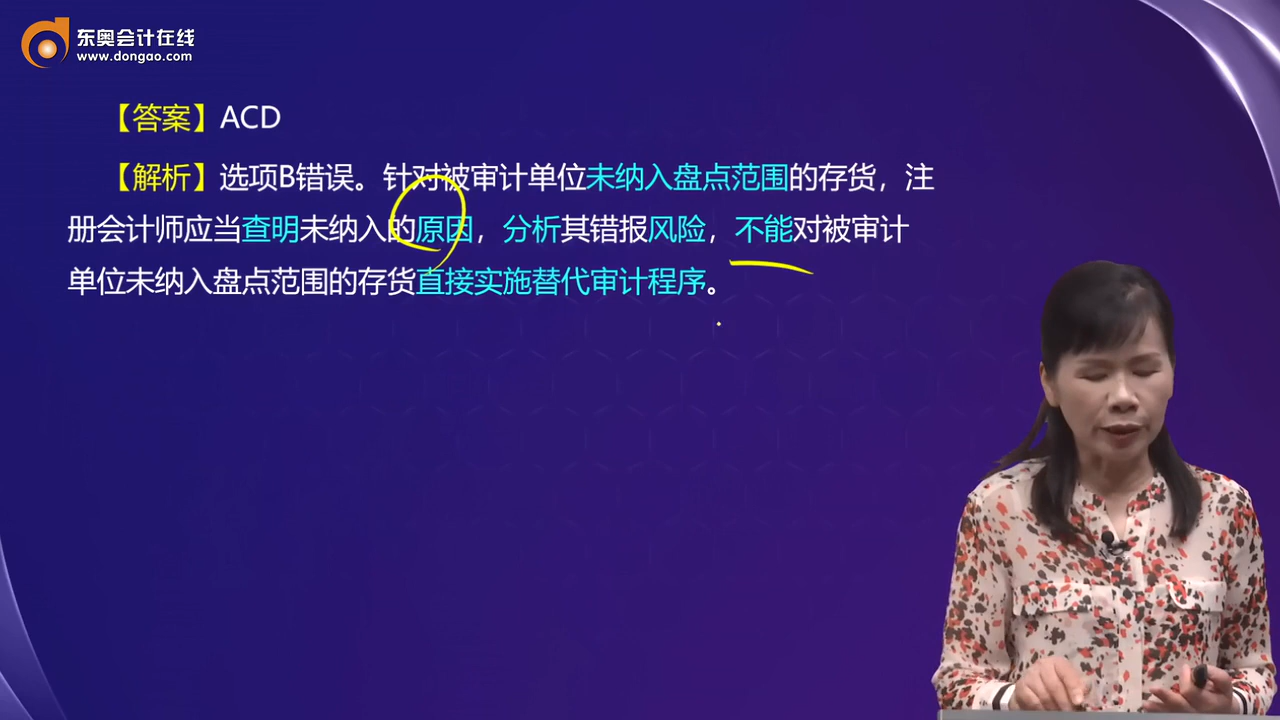 东奥会计在线
www.dongao.com
【答案】ACD
【解析】选项B错误。针对被审计单位未纳入盘点范围的存货，注
册会计师应当查明未纳入的原因，分析其错报风险，不能对被审计
单位未纳入盘点范围的存货直接实施替代审计程序。